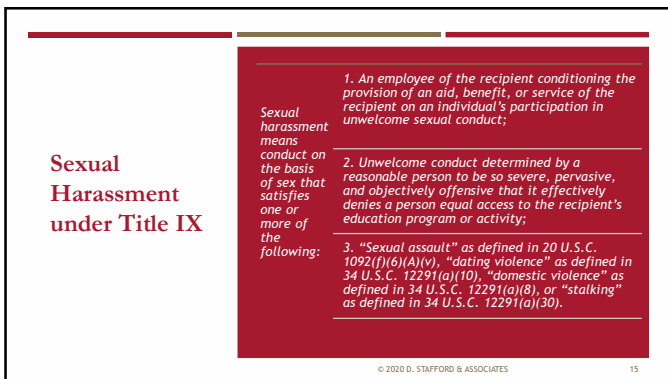 Sexual
Harassment
under Title IX
Sexual
harassment
means
conduct on
the basis
of sex that
satisfies
one or
more of
the
following:
1. An employee of the recipient conditioning the
provision of an aid, benefit, or service of the
recipient on an individual's participation in
unwelcome sexual conduct;
2. Unwelcome conduct determined by a
reasonable person to be so severe, pervasive,
and objectively offensive that it effectively
denies a person equal access to the recipient's
education program or activity;
3. "Sexual assault" as defined in 20 U.S.C.
1092(f)(6)(A)(v), "dating violence" as defined in
34 U.S.C. 12291(a)(10), "domestic violence" as
defined in 34 U.S.C. 12291(a)(8), or "stalking"
as defined in 34 U.S.C. 12291(a)(30).
© 2020 D. STAFFORD & ASSOCIATES
15